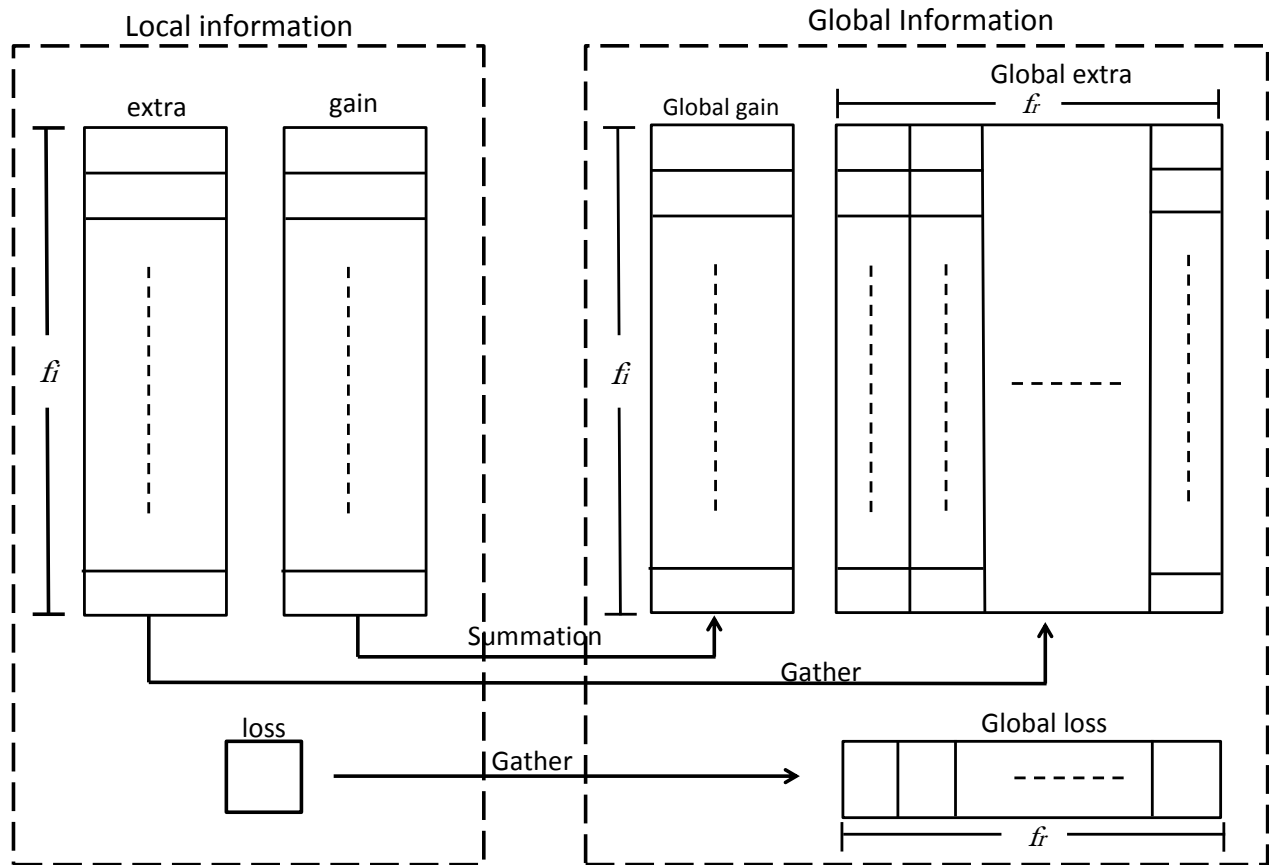 Local information
Global Information
Global extra
extra
gain
Global gain
fr
fi
fi
Summation
Gather
loss
Gather
Global loss
fr